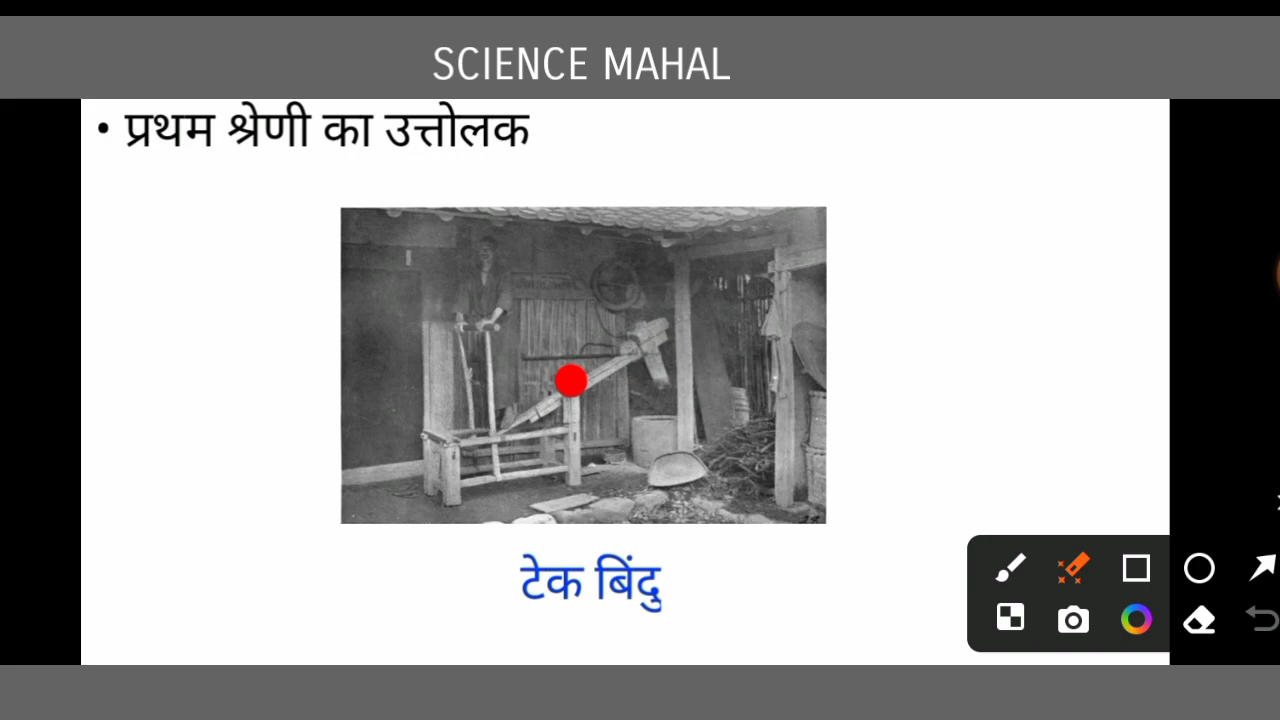 SCIENCE MAHAL
• प्रथम श्रेणी का उत्तोलक
टेक बिंदु